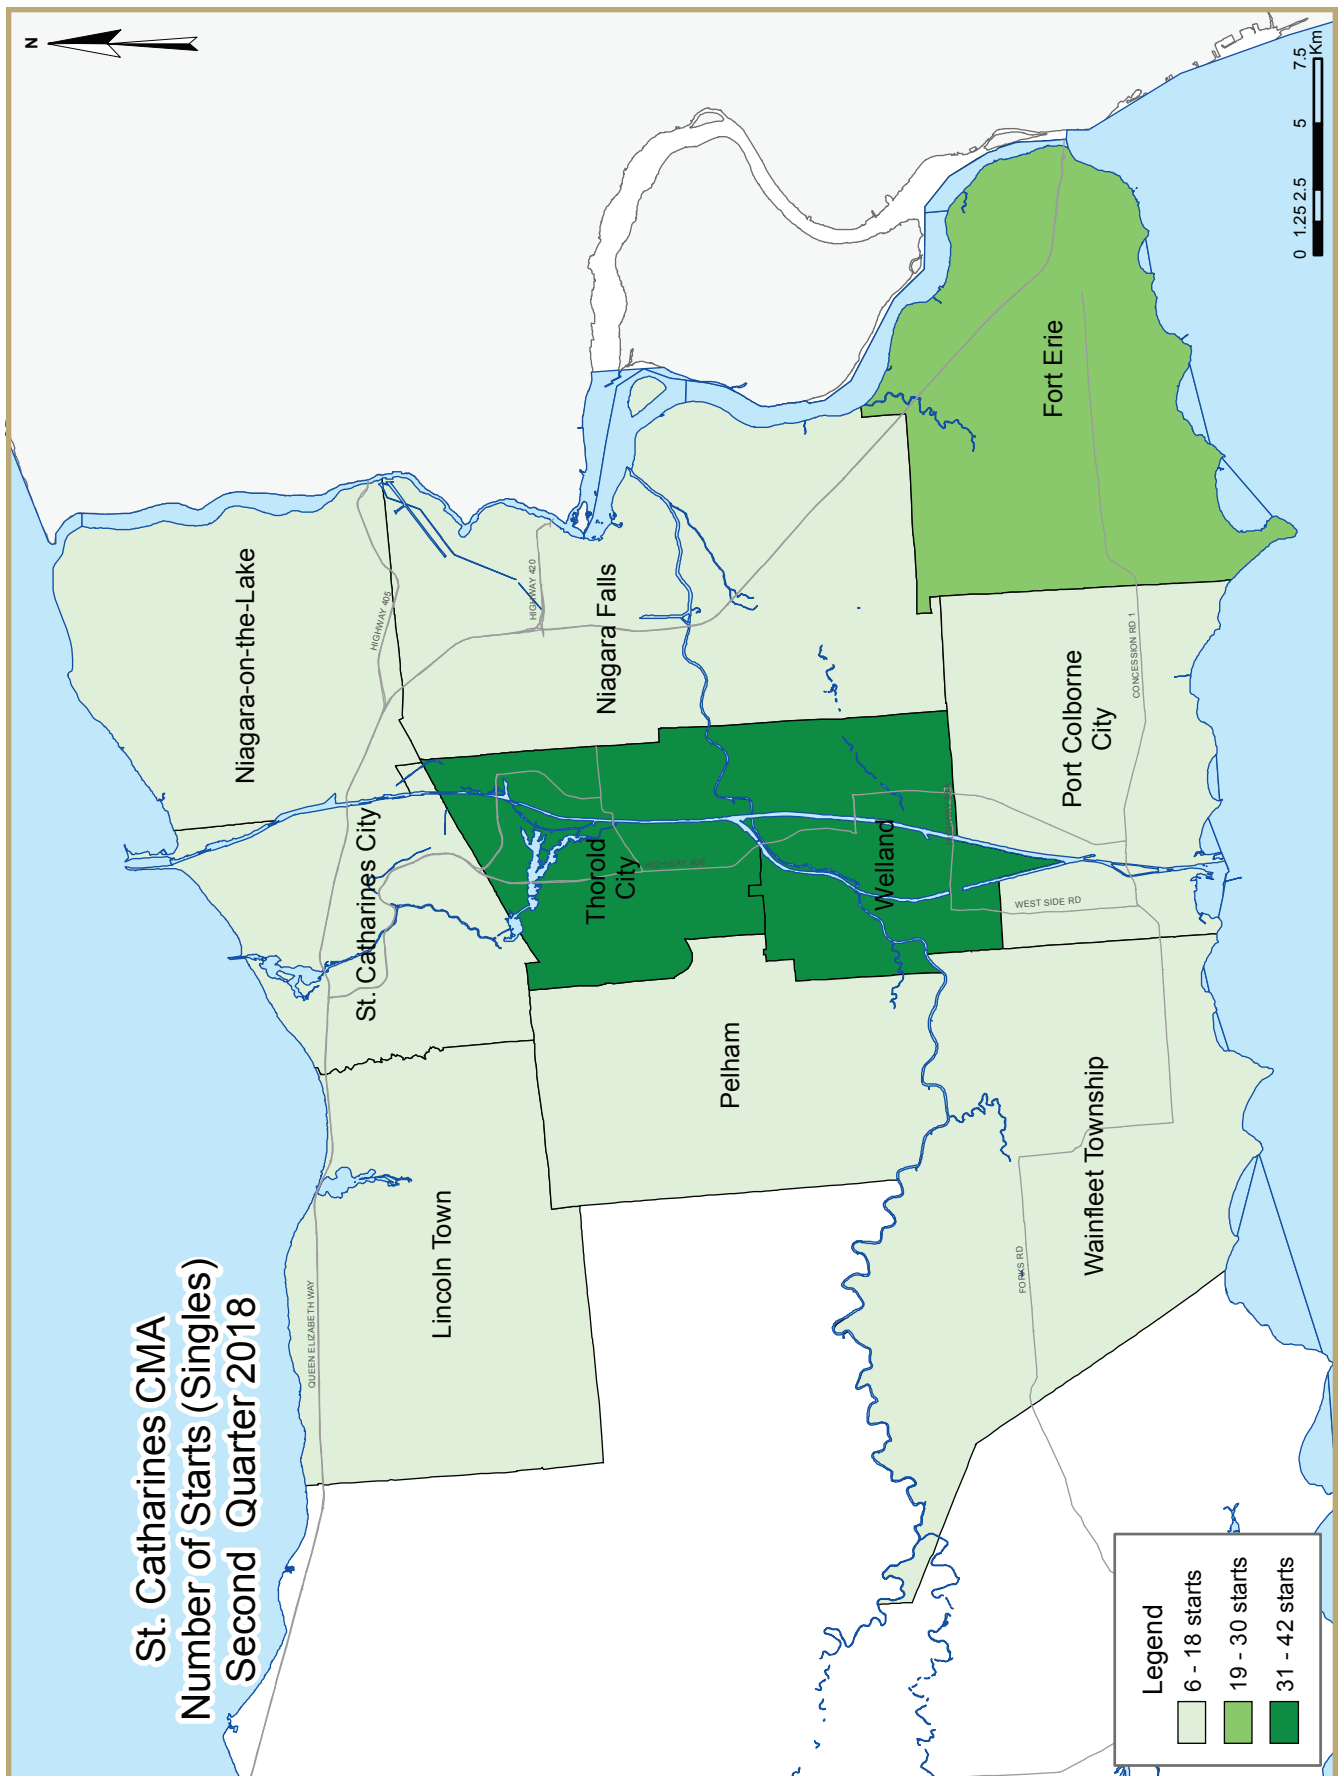 St. Catharines CMA
Number of Starts (Singles)
Second Quarter 2018
N
Niagara-on-the-Lake
HIGHWAY 405
St. Catharines City
QUEEN ELIZABETH WAY
Lincoln Town
HIGHWAY 420
Niagara Falls
Thorold
City
HIGHWAY 406
Pelham
Welland
Fort Erie
Port Colborne
City
CONCESSION RD 1
WEST SIDE RD
Wainfleet Township
FORKS RD
Legend
6 - 18 starts
19 - 30 starts
31 - 42 starts
0 1.25 2.5 5 7.5
Km